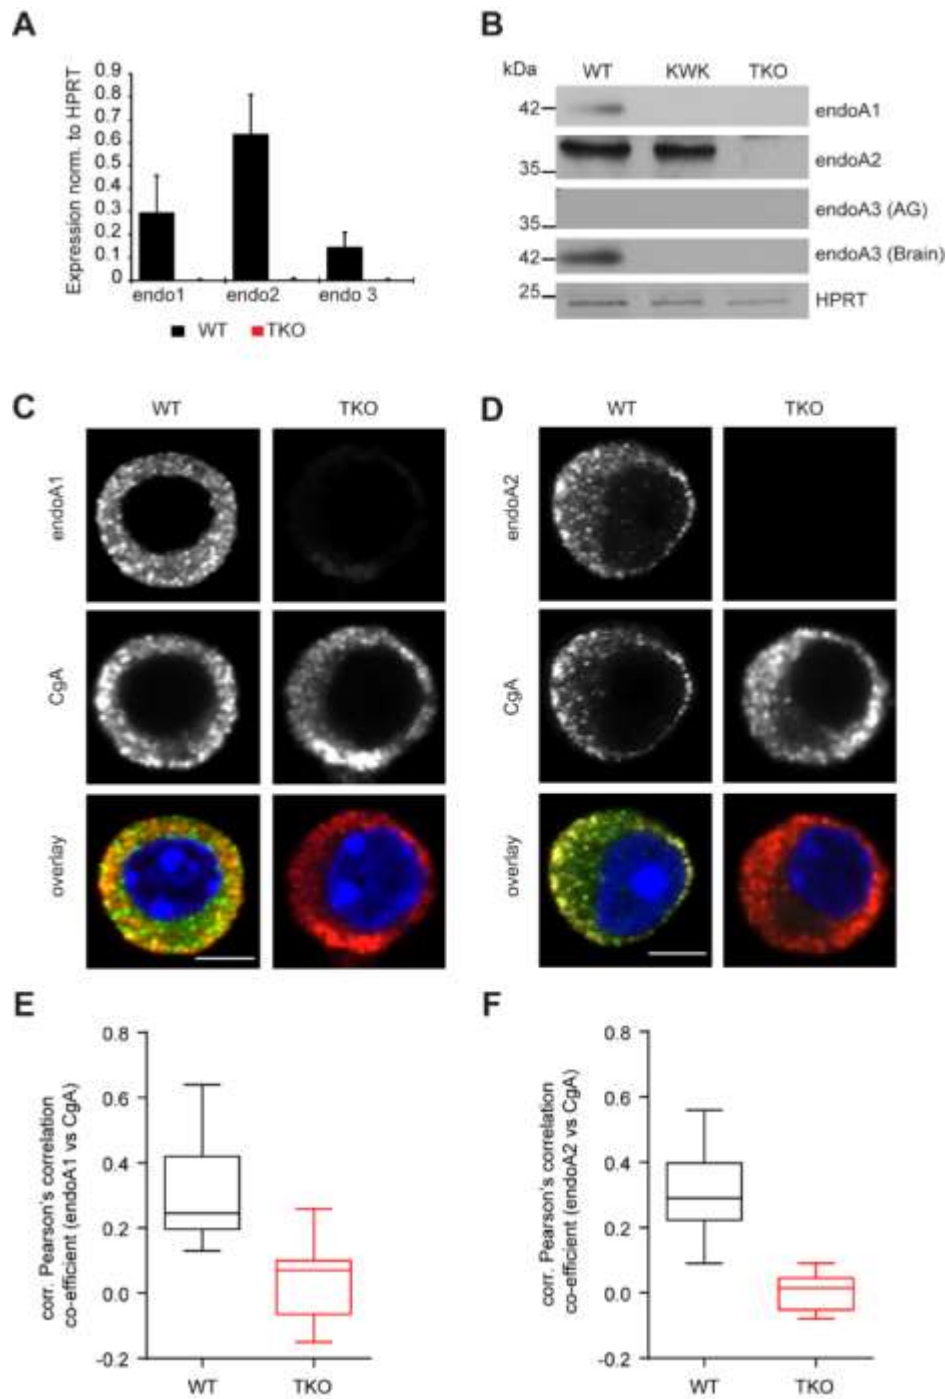 A
Expression norm. to HPRT
0.9
0.8
0.7
0.6
0.5
0.4
0.3
0.2
0.1
0
endo1 endo2 endo 3
WT TKO
B
kDa WT KWK TKO
42 endoA1
35 endoA2
35 endoA3 (AG)
42 endoA3 (Brain)
25 HPRT
C
WT TKO
endoA1
CgA
overlay
D
WT TKO
endoA2
CgA
overlay
E
corr. Pearson's correlation
co-efficient (endoA1 vs CgA)
0.8
0.6
0.4
0.2
0.0
-0.2
WT TKO
F
corr. Pearson's correlation
co-efficient (endoA2 vs CgA)
0.8
0.6
0.4
0.2
0.0
-0.2
WT TKO